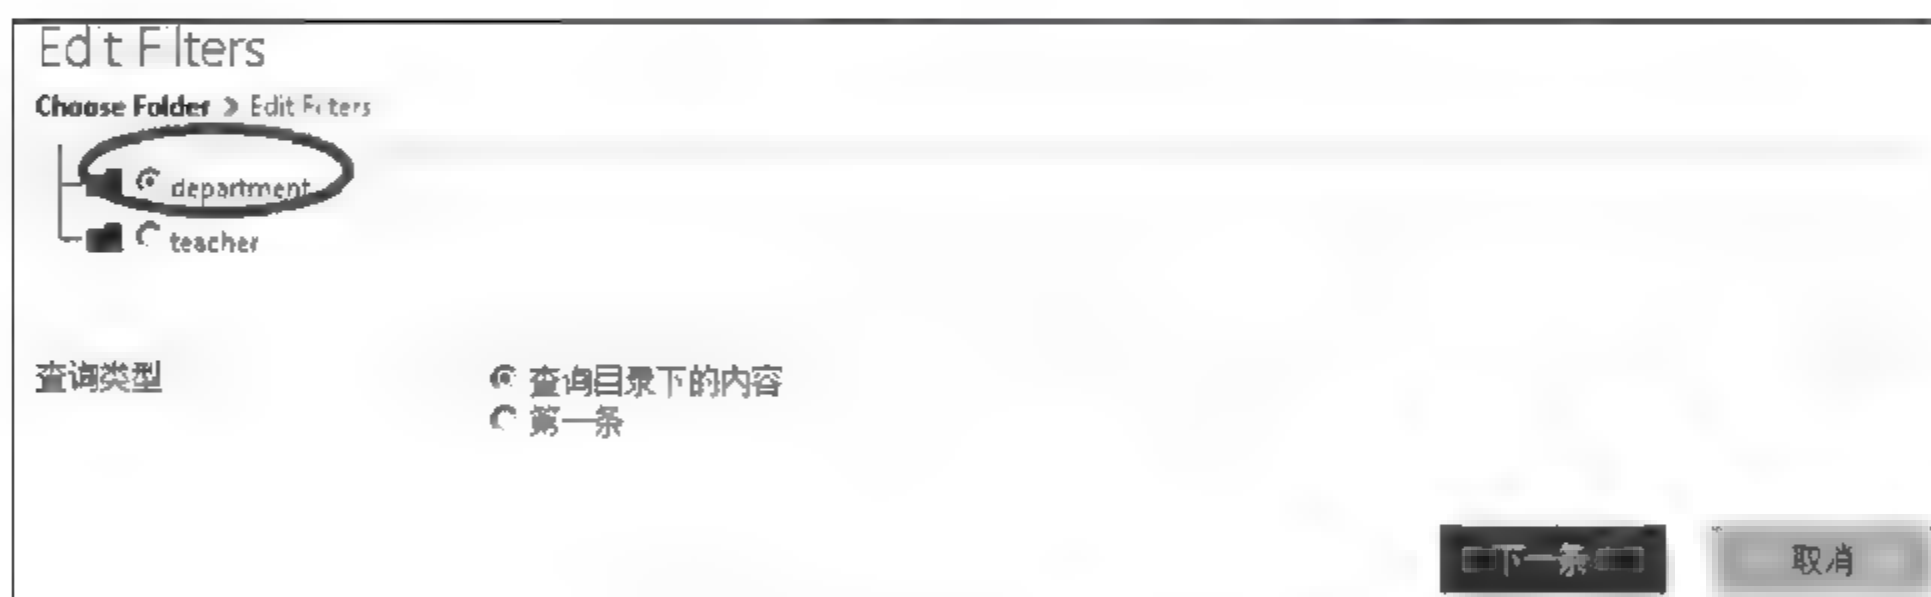 Edit Filters
Choose Folder > Edit Filters
department
teacher
查询类型
查询目录下的内容
第一条
下一条
取消